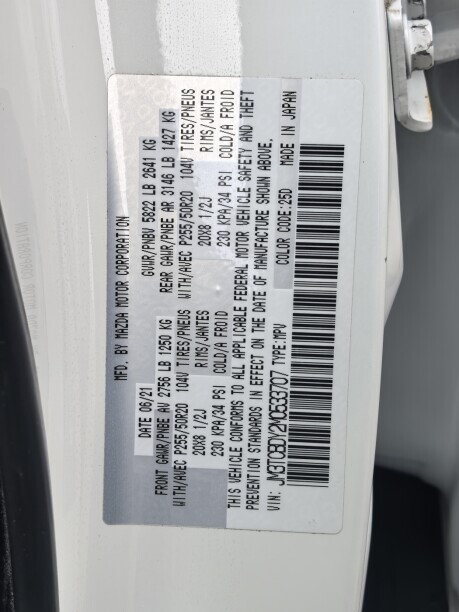 MFD. BY MAZDA MOTOR CORPORATION
DATE 06/21 GVWR/PNBV 5822 LB 2641 KG
FRONT GAWR/PNBE AV 2756 LB 1250 KG REAR GAWR/PNBE AR 3146 LB 1427 KG
WITH/AVEC P255/50R20 104V TIRES/PNEUS WITH/AVEC P255/50R20 104V TIRES/PNEUS
20X8 1/2J RIMS/JANTES 20X8 1/2J RIMS/JANTES
230 KPA/34 PSI COLD/A FROID 230 KPA/34 PSI COLD/A FROID
THIS VEHICLE CONFORMS TO ALL APPLICABLE FEDERAL MOTOR VEHICLE SAFETY AND THEFT
PREVENTION STANDARDS IN EFFECT ON THE DATE OF MANUFACTURE SHOWN ABOVE.
VIN: JM3TCBDY2M0533707 TYPE:MPV COLOR CODE:25D MADE IN JAPAN